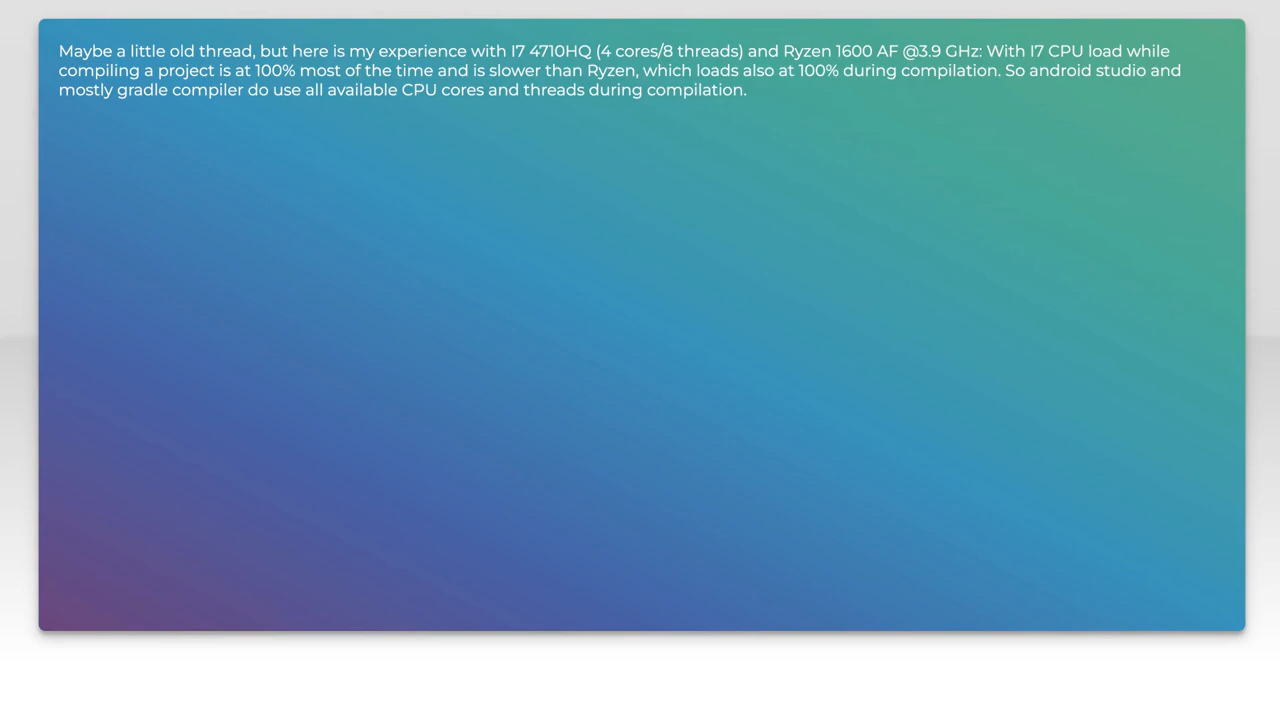 Maybe a little old thread, but here is my experience with I7 4710HQ (4 cores/8 threads) and Ryzen 1600 AF @3.9 GHz: With I7 CPU load while
compiling a project is at 100% most of the time and is slower than Ryzen, which loads also at 100% during compilation. So android studio and
mostly gradle compiler do use all available CPU cores and threads during compilation.